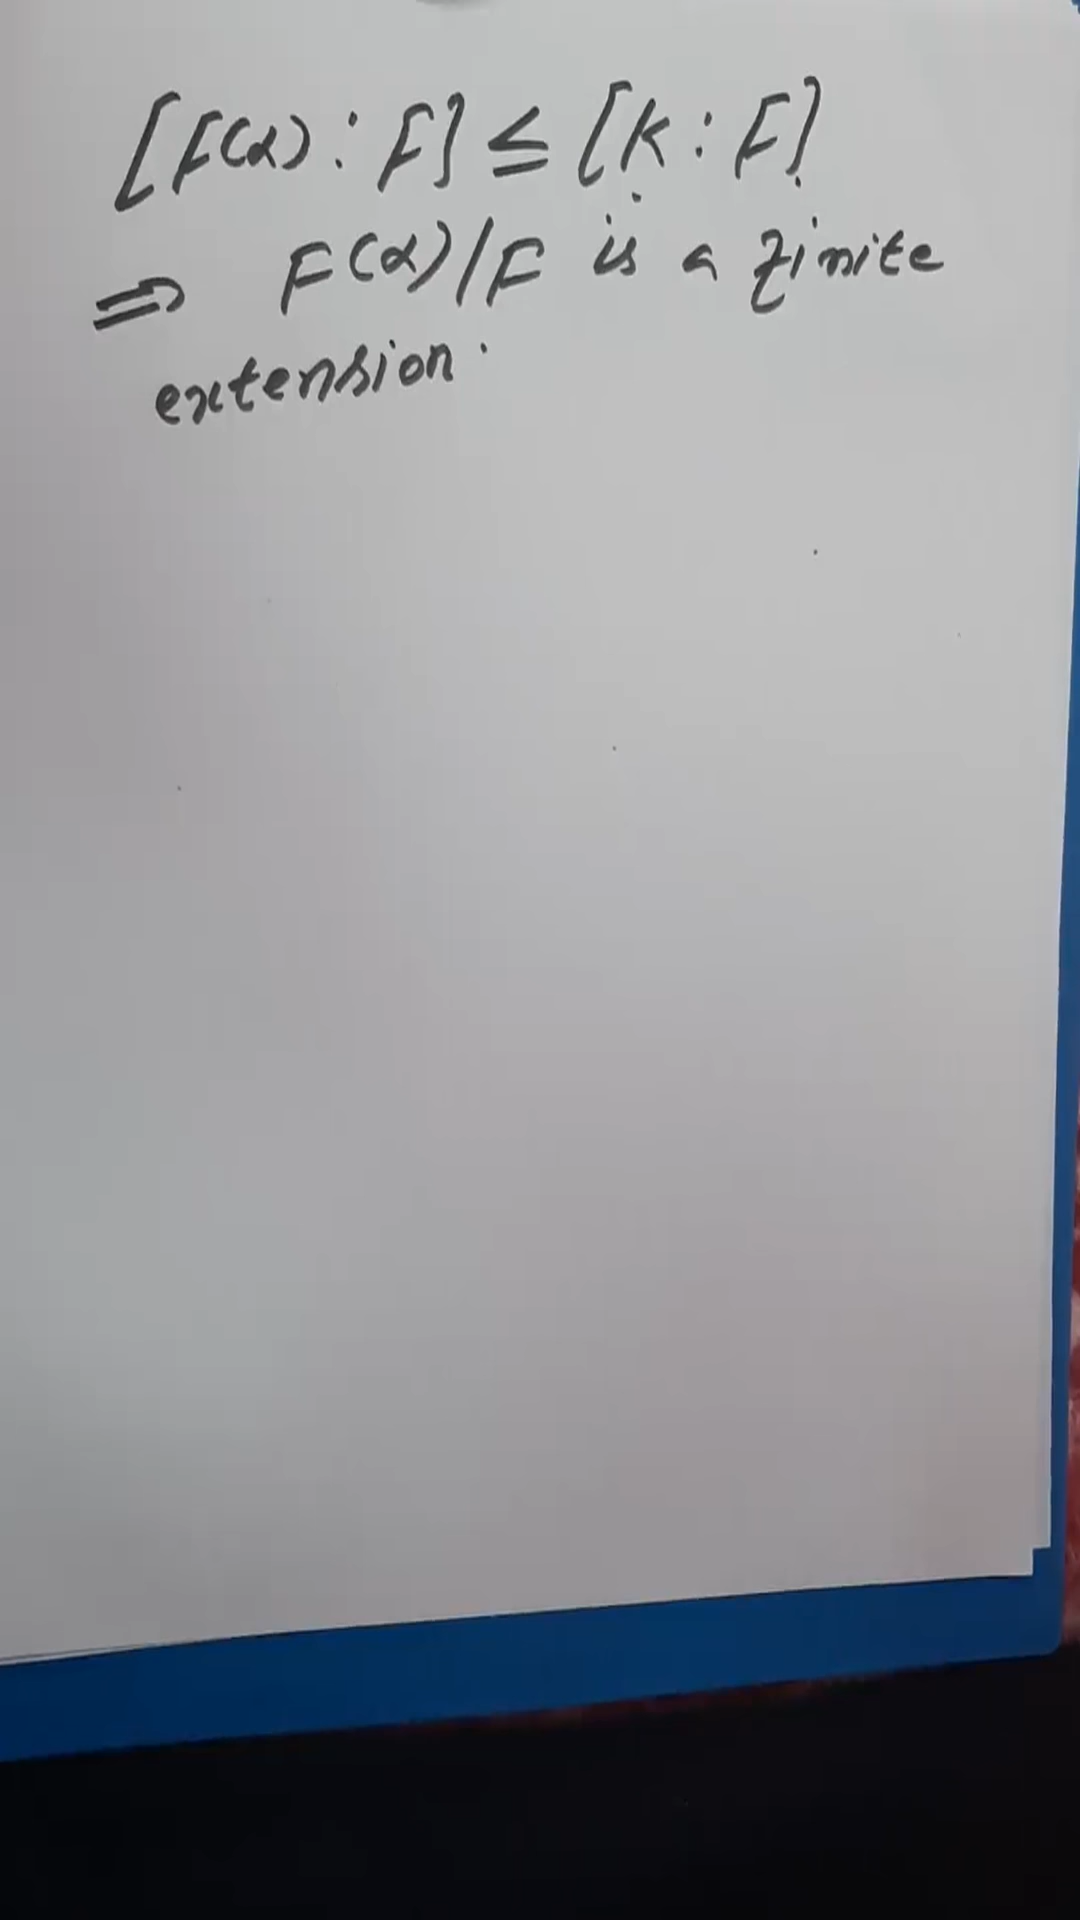 [F(α) : F] ≤ [K : F]
⇒ F(α)/F is a finite
extension.